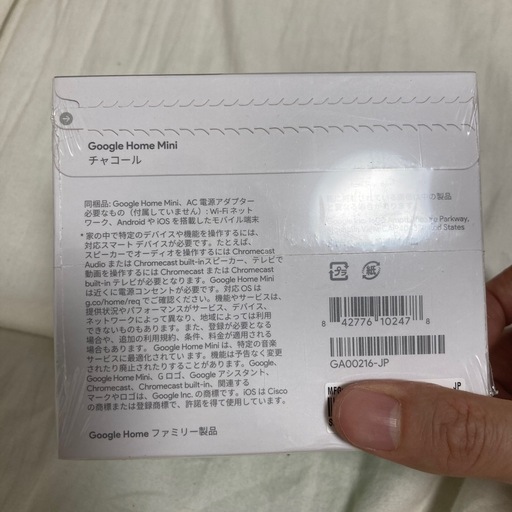 Google Home Mini
チャコール
同梱品: Google Home Mini、AC 電源アダプター
必要なもの（付属していません）: Wi-Fi ネット
ワーク、Android や iOS を搭載したモバイル端末
* 家の中で特定のデバイスや機能を操作するには、
対応スマート デバイスが必要です。たとえば、
スピーカーでオーディオを操作するには Chromecast
Audio または Chromecast built-in スピーカー、テレビで
動画を操作するには Chromecast または Chromecast
built-in テレビが必要となります。Google Home Mini
は近くに電源コンセントが必要です。対応 OS は
g.co/home/req でご確認ください。機能やサービスは、
提供状況やパフォーマンスがサービス、デバイス、
ネットワークによって異なり、地域によっては利用
できないものもあります。また、登録が必要となる
場合や、追加の利用規約、条件、料金が適用される
場合もあります。Google Home Mini は、特定の音楽
サービスに最適化されています。機能は予告なく変更
されたり廃止されたりすることがあります。Google、
Google Home Mini、G ロゴ、Google アシスタント、
Chromecast、Chromecast built-in、関連する
マークやロゴは、Google Inc. の商標です。iOS は Cisco
の商標または登録商標で、許諾を得て使用しています。
Google Home ファミリー製品
の製品
Parkway,
States
プラ
紙
8 42776 10247 8
GA00216-JP
JP